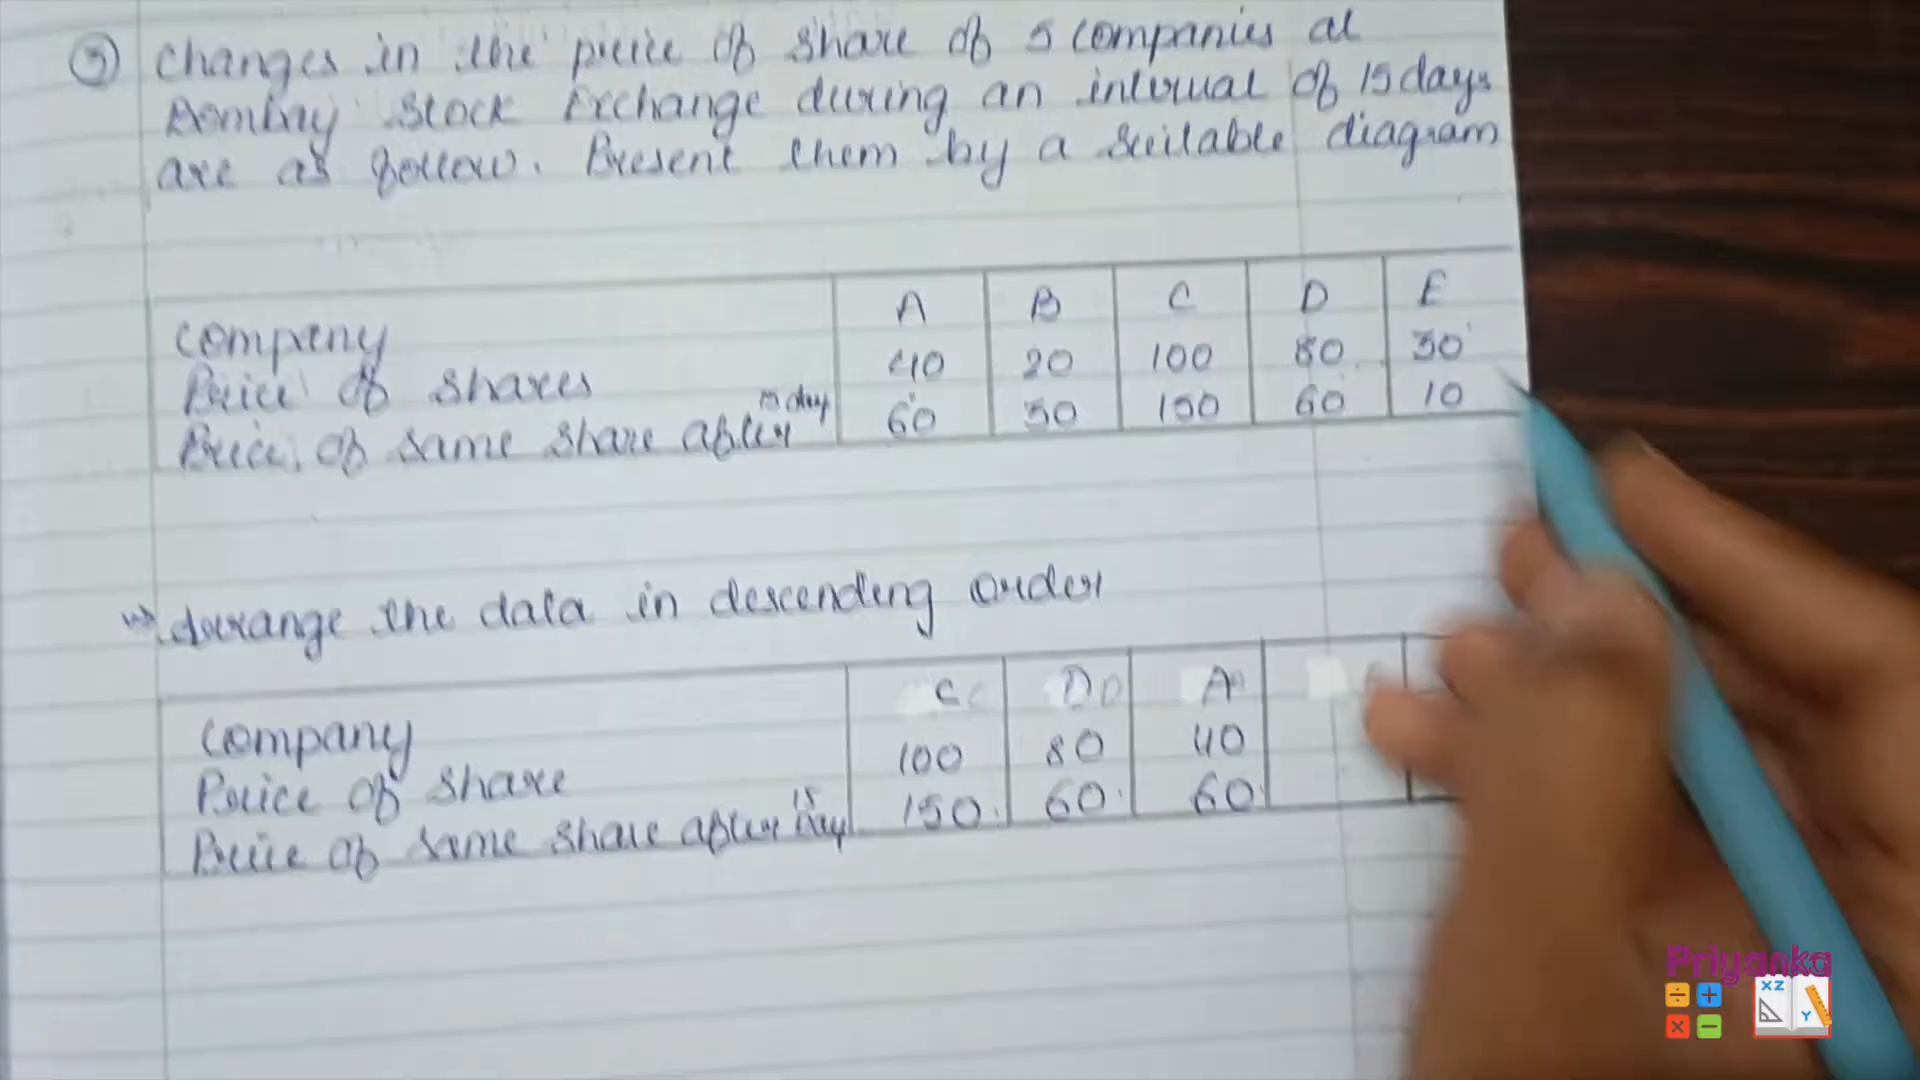 ③ Changes in the price of share of 5 companies at
Bombay Stock Exchange during an interval of 15 days
are as follow. Present them by a suitable diagram
Company A B C D E
Price of shares 40 20 100 80 30
Price of same share after 15 day 60 50 150 60 10
Arrange the data in descending order
Company C D A
Price of share 100 80 40
Price of same share after 15 day 150 60 60
Priyanka
XZ
Y